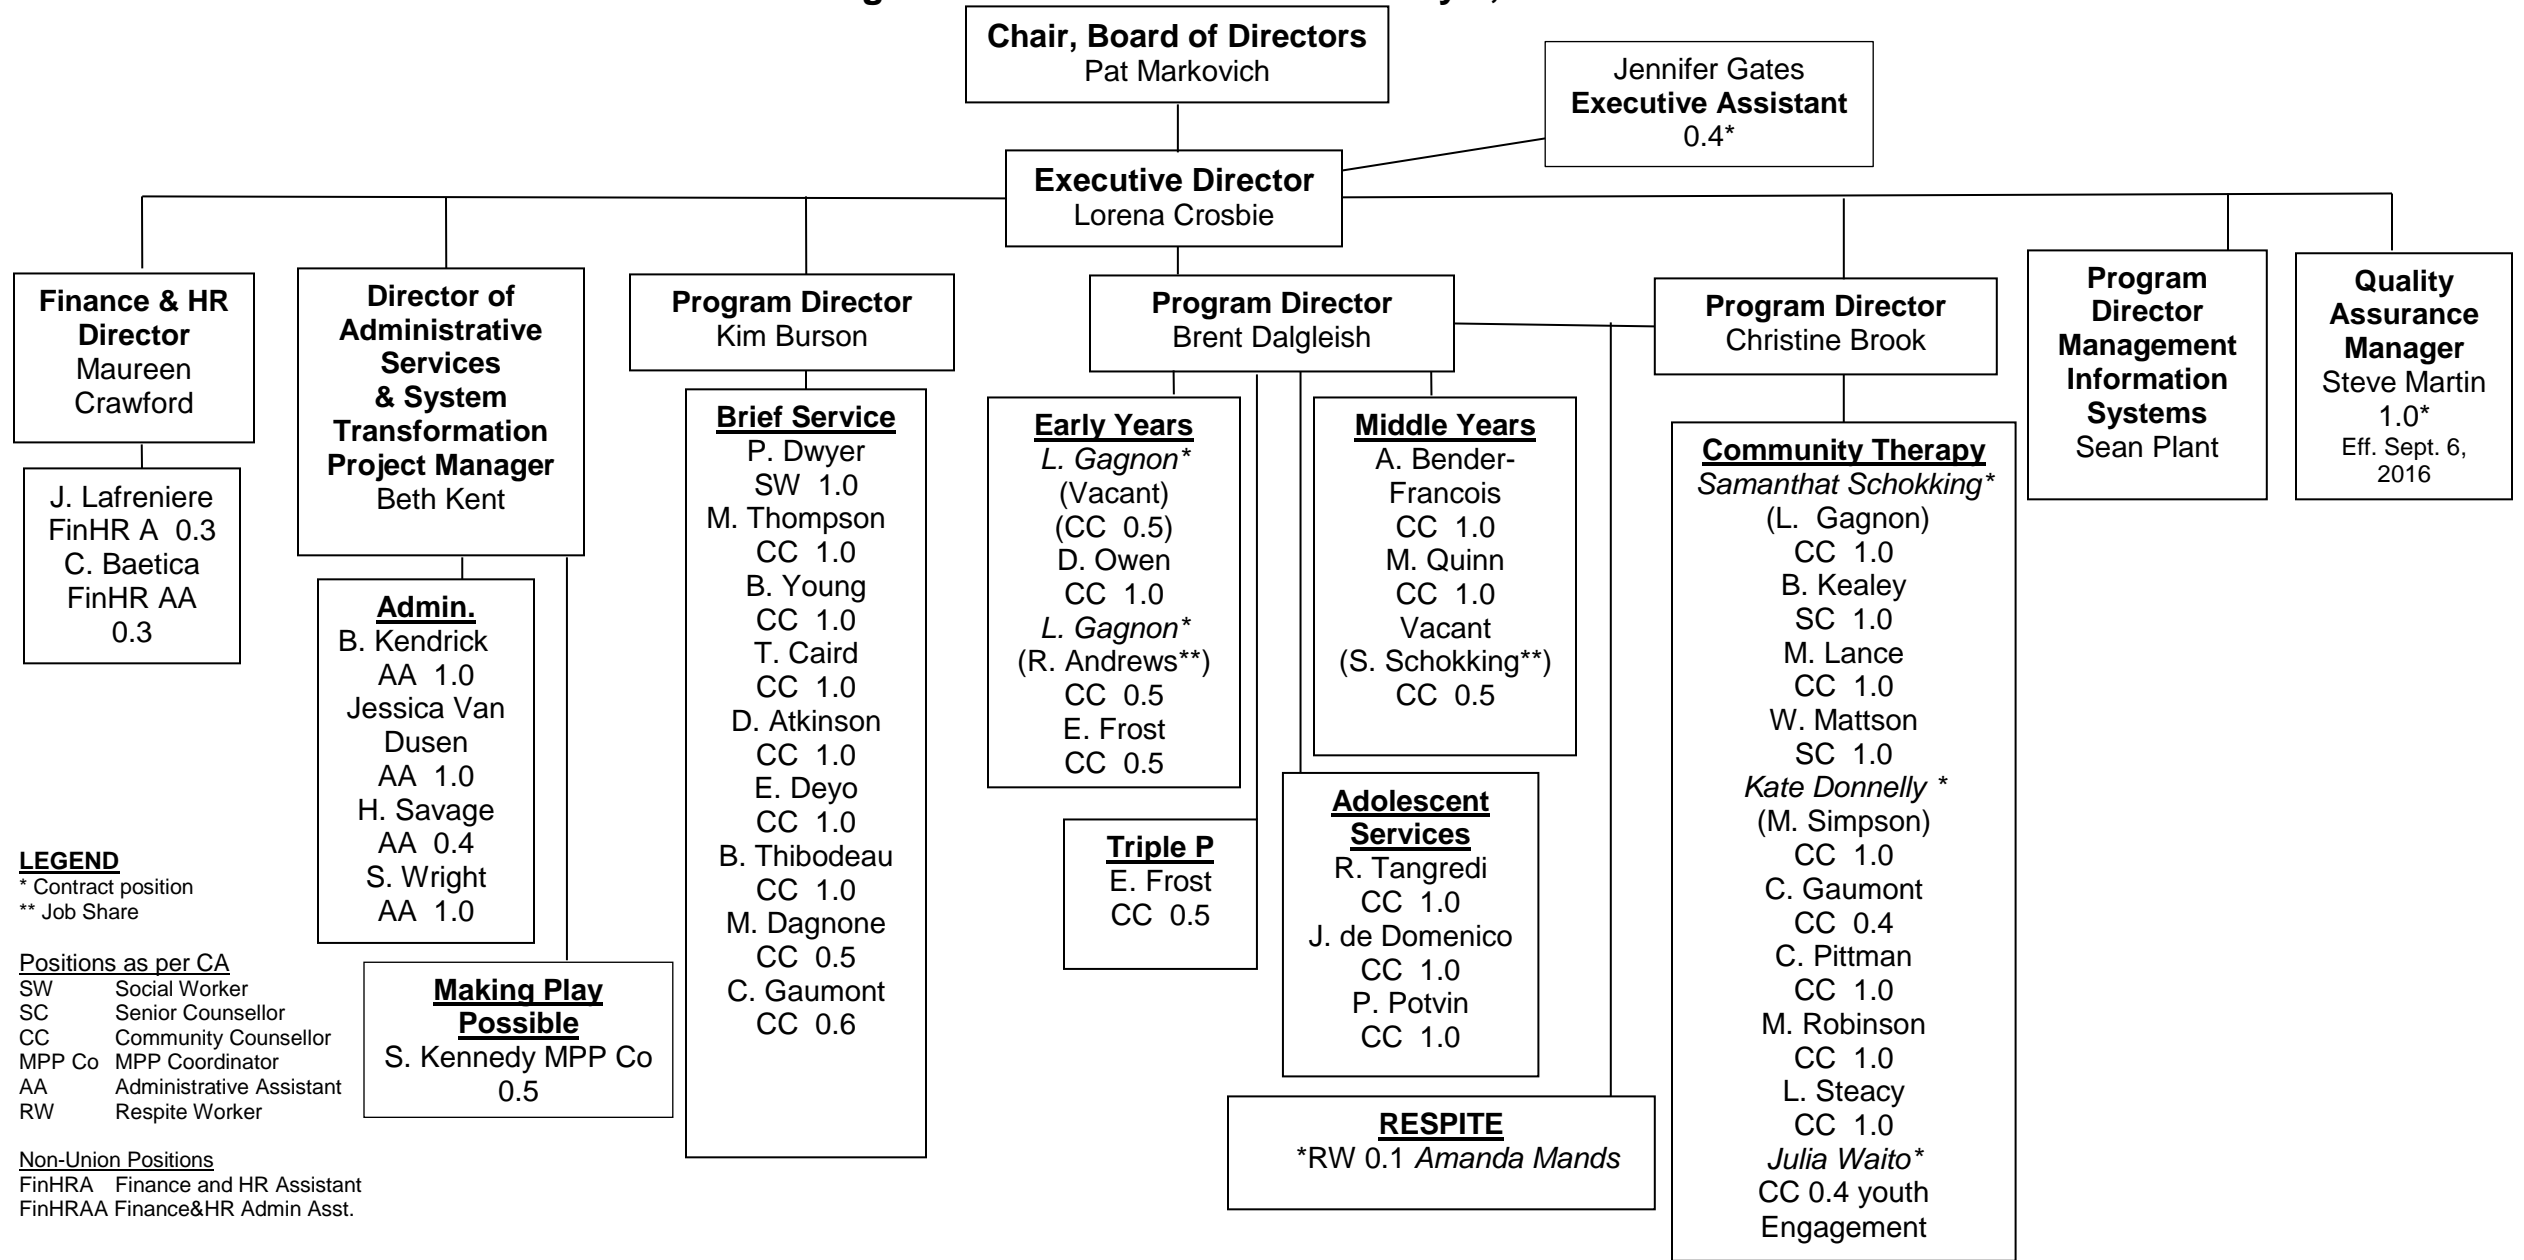 Chair, Board of Directors
Pat Markovich
Jennifer Gates
Executive Assistant
0.4*
Executive Director
Lorena Crosbie
Finance & HR
Director
Maureen
Crawford
J. Lafreniere
FinHR A 0.3
C. Baetica
FinHR AA
0.3
Director of
Administrative
Services
& System
Transformation
Project Manager
Beth Kent
Admin.
B. Kendrick
AA 1.0
Jessica Van
Dusen
AA 1.0
H. Savage
AA 0.4
S. Wright
AA 1.0
Making Play
Possible
S. Kennedy MPP Co
0.5
Program Director
Kim Burson
Brief Service
P. Dwyer
SW 1.0
M. Thompson
CC 1.0
B. Young
CC 1.0
T. Caird
CC 1.0
D. Atkinson
CC 1.0
E. Deyo
CC 1.0
B. Thibodeau
CC 1.0
M. Dagnone
CC 0.5
C. Gaumont
CC 0.6
Program Director
Brent Dalgleish
Early Years
L. Gagnon*
(Vacant)
(CC 0.5)
D. Owen
CC 1.0
L. Gagnon*
(R. Andrews**)
CC 0.5
E. Frost
CC 0.5
Triple P
E. Frost
CC 0.5
Middle Years
A. Bender-
Francois
CC 1.0
M. Quinn
CC 1.0
Vacant
(S. Schokking**)
CC 0.5
Adolescent
Services
R. Tangredi
CC 1.0
J. de Domenico
CC 1.0
P. Potvin
CC 1.0
RESPITE
*RW 0.1 Amanda Mands
Program Director
Christine Brook
Community Therapy
Samanthat Schokking*
(L. Gagnon)
CC 1.0
B. Kealey
SC 1.0
M. Lance
CC 1.0
W. Mattson
SC 1.0
Kate Donnelly *
(M. Simpson)
CC 1.0
C. Gaumont
CC 0.4
C. Pittman
CC 1.0
M. Robinson
CC 1.0
L. Steacy
CC 1.0
Julia Waito*
CC 0.4 youth
Engagement
Program
Director
Management
Information
Systems
Sean Plant
Quality
Assurance
Manager
Steve Martin
1.0*
Eff. Sept. 6,
2016
LEGEND
* Contract position
** Job Share
Positions as per CA
SW Social Worker
SC Senior Counsellor
CC Community Counsellor
MPP Co MPP Coordinator
AA Administrative Assistant
RW Respite Worker
Non-Union Positions
FinHRA Finance and HR Assistant
FinHRAA Finance&HR Admin Asst.